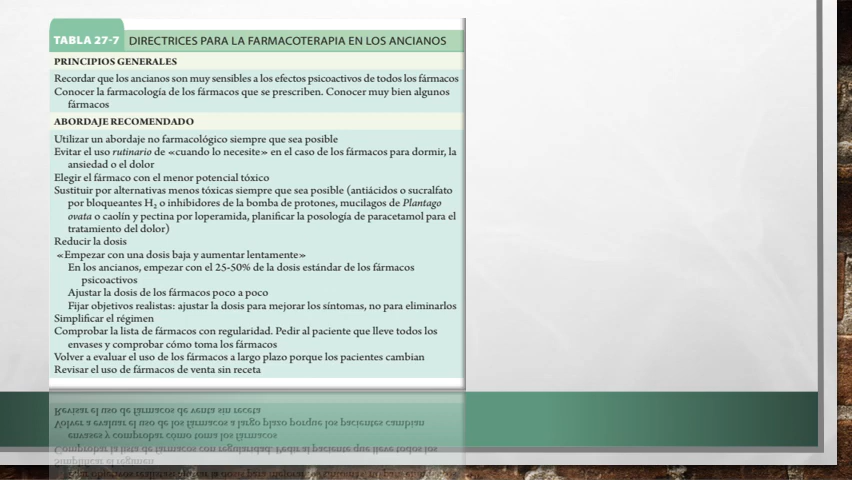 TABLA 27-7 DIRECTRICES PARA LA FARMACOTERAPIA EN LOS ANCIANOS
PRINCIPIOS GENERALES
Recordar que los ancianos son muy sensibles a los efectos psicoactivos de todos los fármacos
Conocer la farmacología de los fármacos que se prescriben. Conocer muy bien algunos
fármacos
ABORDAJE RECOMENDADO
Utilizar un abordaje no farmacológico siempre que sea posible
Evitar el uso rutinario de «cuando lo necesite» en el caso de los fármacos para dormir, la
ansiedad o el dolor
Elegir el fármaco con el menor potencial tóxico
Sustituir por alternativas menos tóxicas siempre que sea posible (antiácidos o sucralfato
por bloqueantes H₂ o inhibidores de la bomba de protones, mucilagos de Plantago
ovata o caolín y pectina por loperamida, planificar la posología de paracetamol para el
tratamiento del dolor)
Reducir la dosis
«Empezar con una dosis baja y aumentar lentamente»
En los ancianos, empezar con el 25-50% de la dosis estándar de los fármacos
psicoactivos
Ajustar la dosis de los fármacos poco a poco
Fijar objetivos realistas: ajustar la dosis para mejorar los síntomas, no para eliminarlos
Simplificar el régimen
Comprobar la lista de fármacos con regularidad. Pedir al paciente que lleve todos los
envases y comprobar cómo toma los fármacos
Volver a evaluar el uso de los fármacos a largo plazo porque los pacientes cambian
Revisar el uso de fármacos de venta sin receta